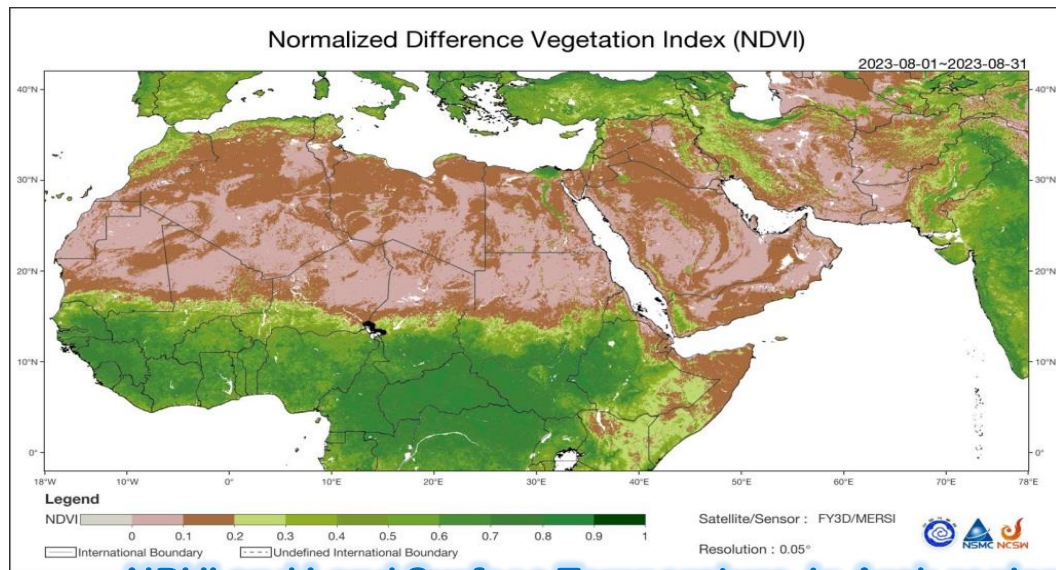 Normalized Difference Vegetation Index (NDVI)
2023-08-01~2023-08-31
40°N
40°N
30°N
30°N
20°N
20°N
10°N
10°N
0°
0°
18°W 10°W 0° 10°E 20°E 30°E 40°E 50°E 60°E 70°E 78°E
Legend
NDVI
0 0.1 0.2 0.3 0.4 0.5 0.6 0.7 0.8 0.9 1
International Boundary Undefined International Boundary
Satellite/Sensor : FY3D/MERSI
Resolution : 0.05°
NSMC NCSW